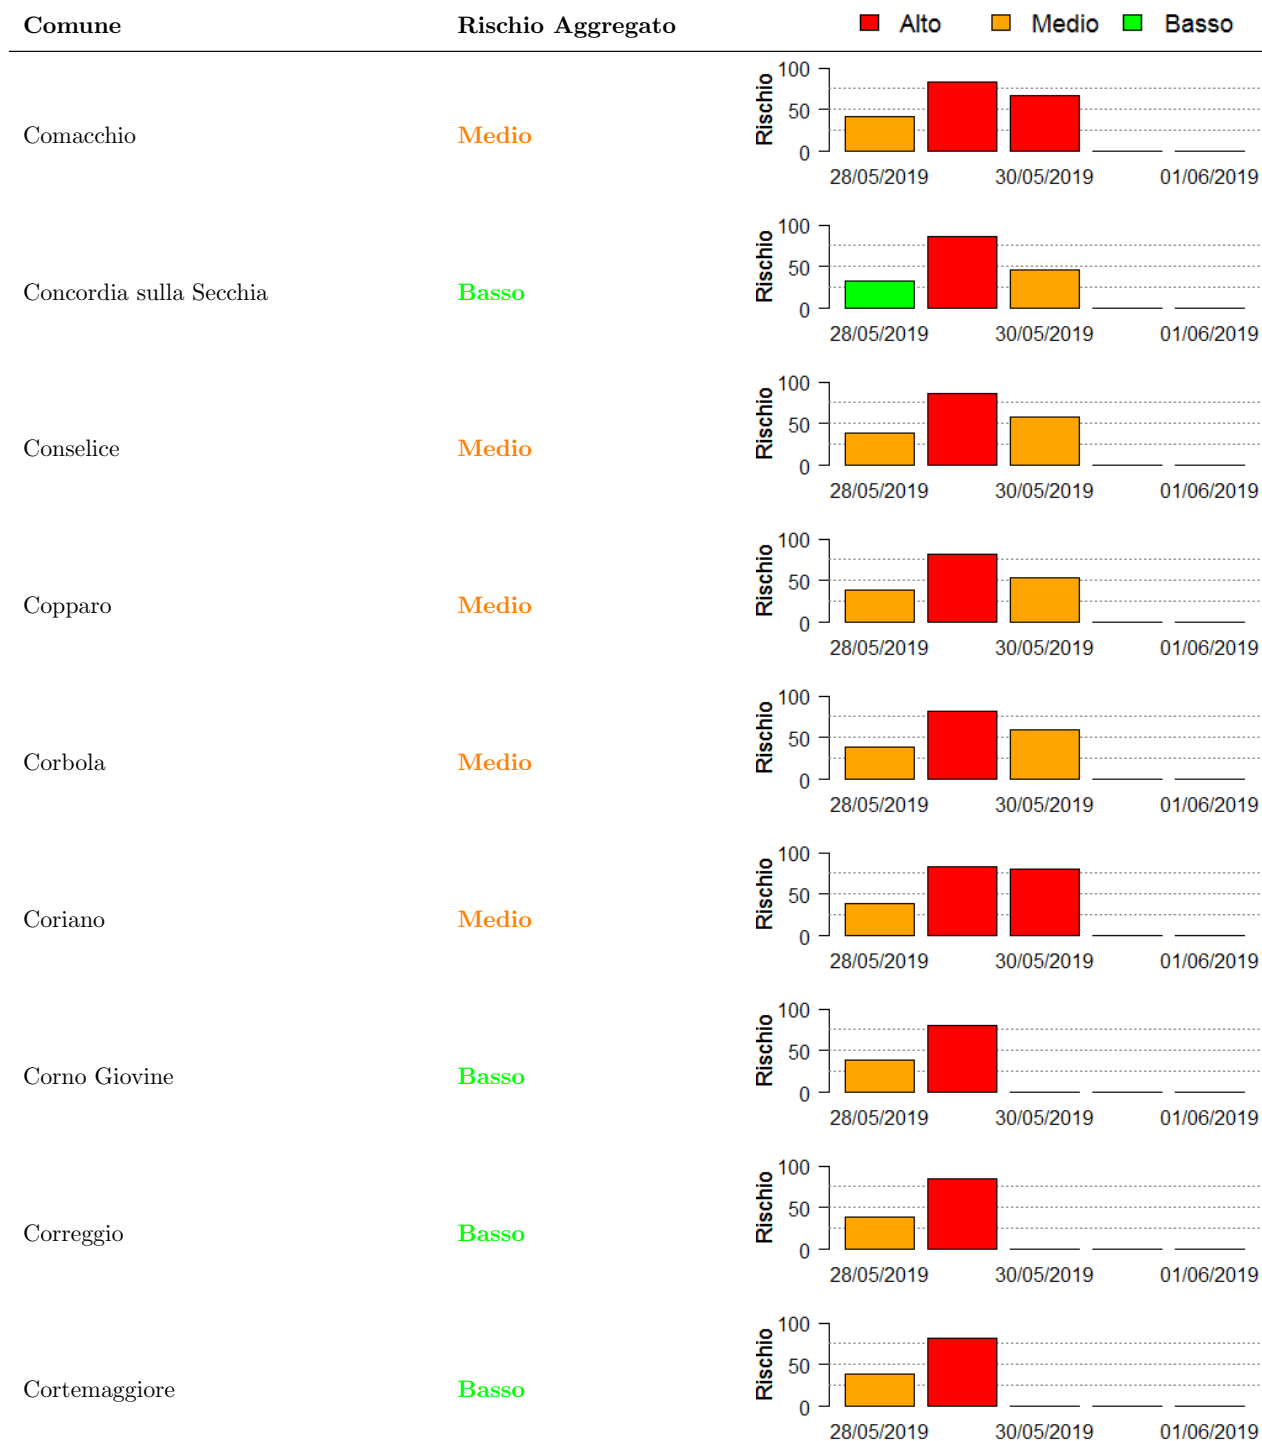 Comune Rischio Aggregato Alto Medio Basso
Rischio 100 50 0
Comacchio Medio
28/05/2019 30/05/2019 01/06/2019
Rischio 100 50 0
Concordia sulla Secchia Basso
28/05/2019 30/05/2019 01/06/2019
Rischio 100 50 0
Conselice Medio
28/05/2019 30/05/2019 01/06/2019
Rischio 100 50 0
Copparo Medio
28/05/2019 30/05/2019 01/06/2019
Rischio 100 50 0
Corbola Medio
28/05/2019 30/05/2019 01/06/2019
Rischio 100 50 0
Coriano Medio
28/05/2019 30/05/2019 01/06/2019
Rischio 100 50 0
Corno Giovine Basso
28/05/2019 30/05/2019 01/06/2019
Rischio 100 50 0
Correggio Basso
28/05/2019 30/05/2019 01/06/2019
Rischio 100 50 0
Cortemaggiore Basso
28/05/2019 30/05/2019 01/06/2019